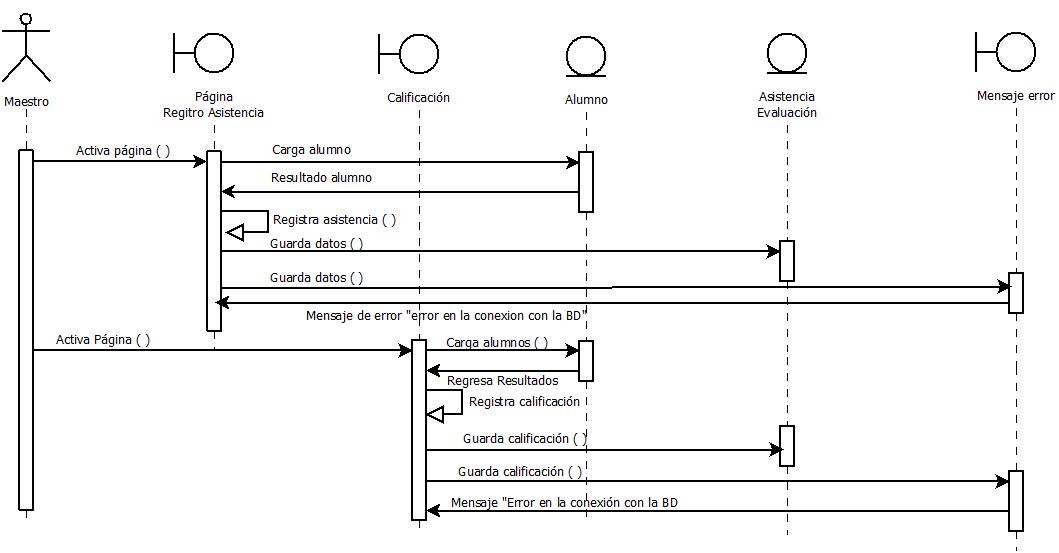 Maestro
Página
Regitro Asistencia
Calificación
Alumno
Asistencia
Evaluación
Mensaje error
Activa página ( )
Carga alumno
Resultado alumno
Registra asistencia ( )
Guarda datos ( )
Guarda datos ( )
Mensaje de error "error en la conexion con la BD"
Activa Página ( )
Carga alumnos ( )
Regresa Resultados
Registra calificación
Guarda calificación ( )
Guarda calificación ( )
Mensaje "Error en la conexión con la BD